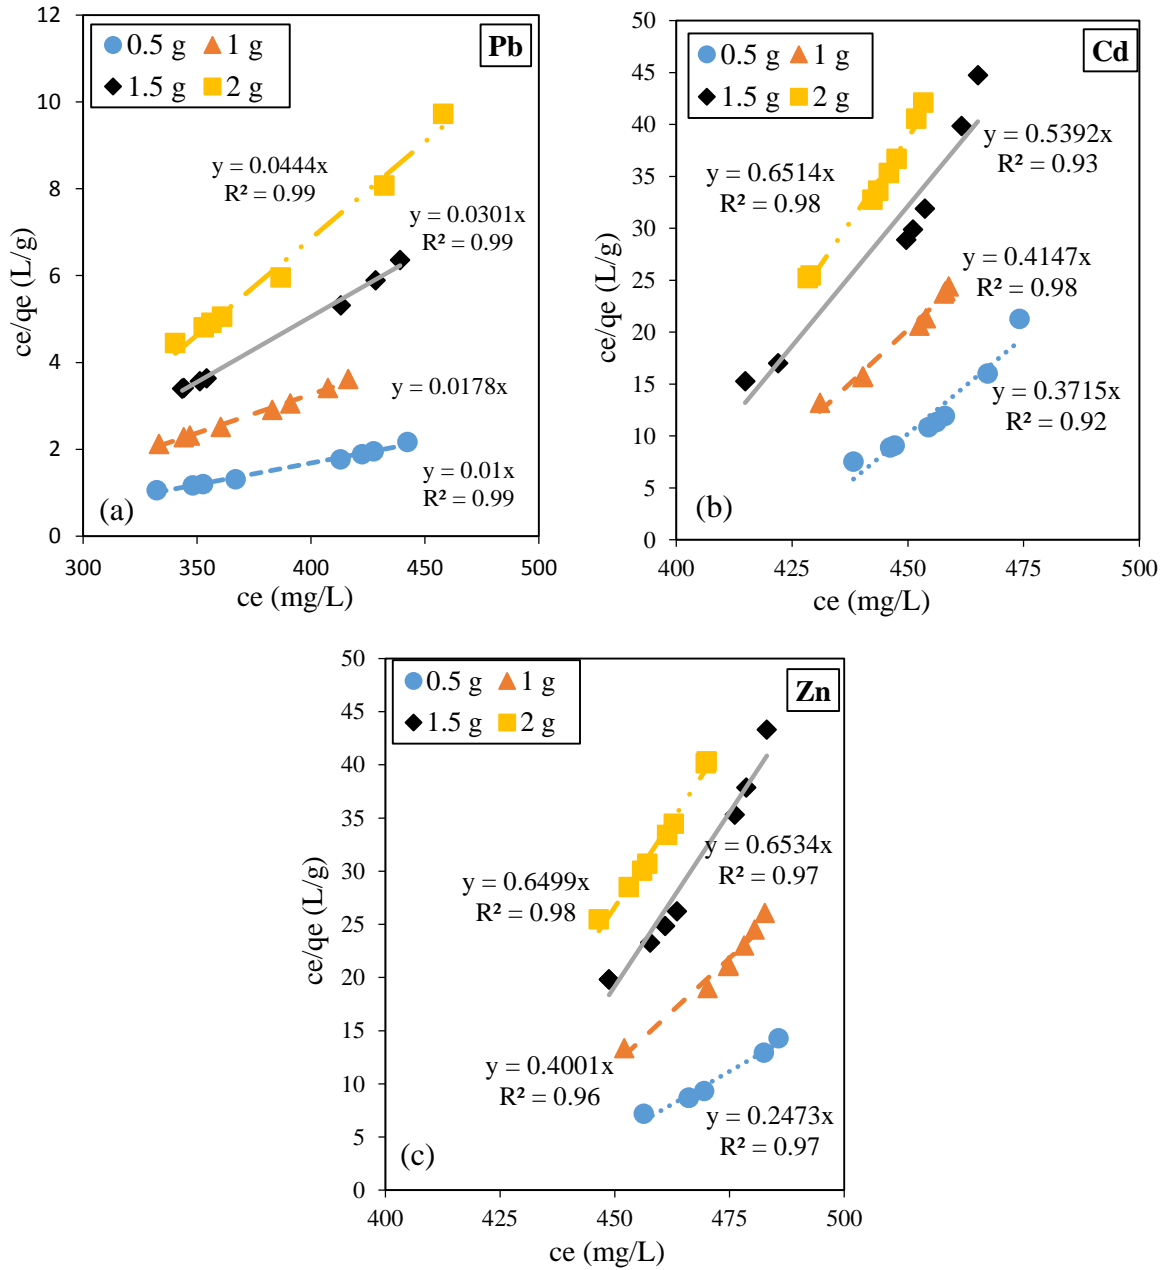 12
10
8
6
4
2
0
ce/qe (L/g)
0.5 g 1 g
1.5 g 2 g
Pb
y = 0.0444x
R² = 0.99
y = 0.0301x
R² = 0.99
y = 0.0178x
y = 0.01x
R² = 0.99
(a)
300 350 400 450 500
ce (mg/L)
50
45
40
35
30
25
20
15
10
5
0
ce/qe (L/g)
0.5 g 1 g
1.5 g 2 g
Cd
y = 0.5392x
R² = 0.93
y = 0.6514x
R² = 0.98
y = 0.4147x
R² = 0.98
y = 0.3715x
R² = 0.92
(b)
400 425 450 475 500
ce (mg/L)
50
45
40
35
30
25
20
15
10
5
0
ce/qe (L/g)
0.5 g 1 g
1.5 g 2 g
Zn
y = 0.6534x
R² = 0.97
y = 0.6499x
R² = 0.98
y = 0.4001x
R² = 0.96
y = 0.2473x
R² = 0.97
(c)
400 425 450 475 500
ce (mg/L)